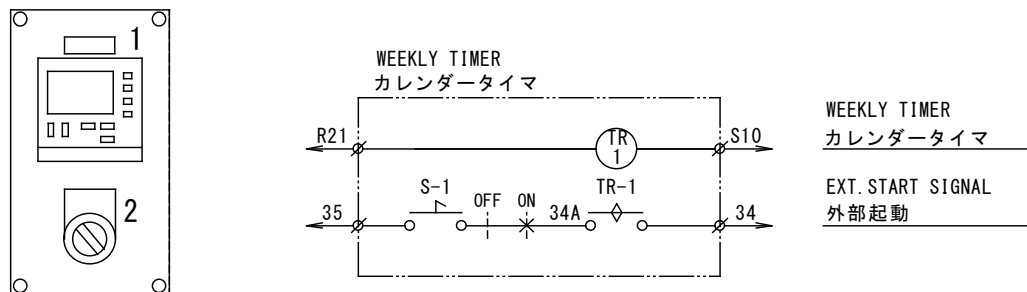 1
2
WEEKLY TIMER
カレンダータイマ
R21
TR
1
S10
S-1
OFF
ON
TR-1
35
34A
34
WEEKLY TIMER
カレンダータイマ
EXT.START SIGNAL
外部起動